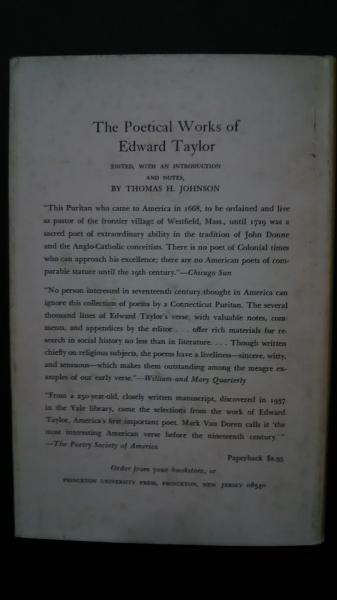 The Poetical Works of
Edward Taylor
EDITED, WITH AN INTRODUCTION
AND NOTES,
BY THOMAS H. JOHNSON
"This Puritan who came to America in 1668, to be ordained and live
as pastor of the frontier village of Westfield, Mass., until 1729 was a
sacred poet of extraordinary ability in the tradition of John Donne
and the Anglo-Catholic conceitists. There is no poet of Colonial times
who can approach his excellence; there are no American poets of com-
parable stature until the 19th century."—Chicago Sun
"No person interested in seventeenth century thought in America can
ignore this collection of poems by a Connecticut Puritan. The several
thousand lines of Edward Taylor's verse, with valuable notes, com-
ments, and appendices by the editor . . . offer rich materials for re-
search in social history no less than in literature. . . . Though written
chiefly on religious subjects, the poems have a liveliness—sincere, witty,
and sensuous—which makes them outstanding among the meagre ex-
amples of our early verse."—William and Mary Quarterly
"From a 250-year-old, closely written manuscript, discovered in 1937
in the Yale library, come the selections from the work of Edward
Taylor, America's first important poet. Mark Van Doren calls it 'the
most interesting American verse before the nineteenth century.'"
—The Poetry Society of America
Paperback $2.95
Order from your bookstore, or
PRINCETON UNIVERSITY PRESS, PRINCETON, NEW JERSEY 08540